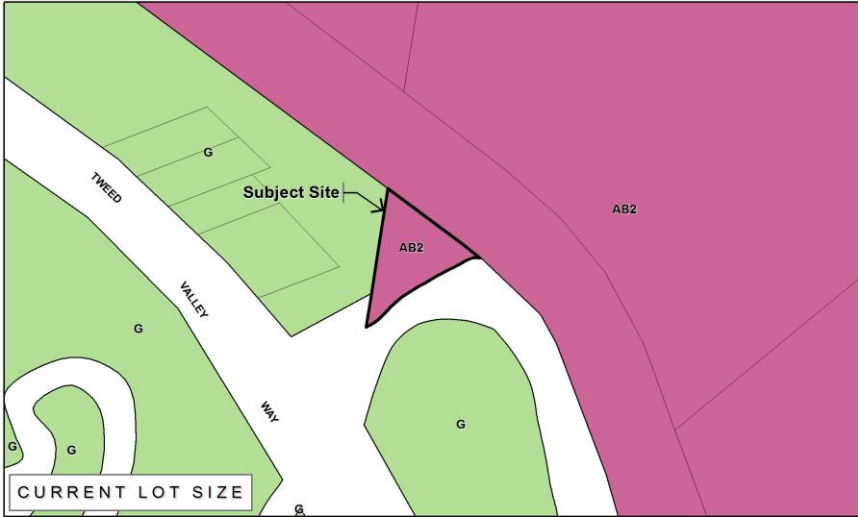 G
TWEED
Subject Site
AB2
AB2
VALLEY
G
WAY
G
G
G
CURRENT LOT SIZE
G